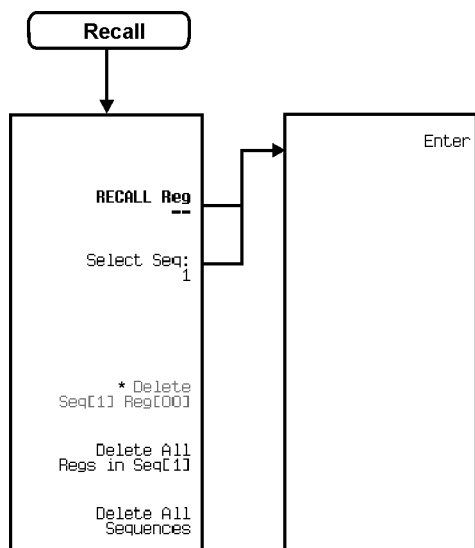 Recall
RECALL Reg
--
Select Seq:
1
* Delete
Seq[1] Reg[00]
Delete All
Regs in Seq[1]
Delete All
Sequences
Enter